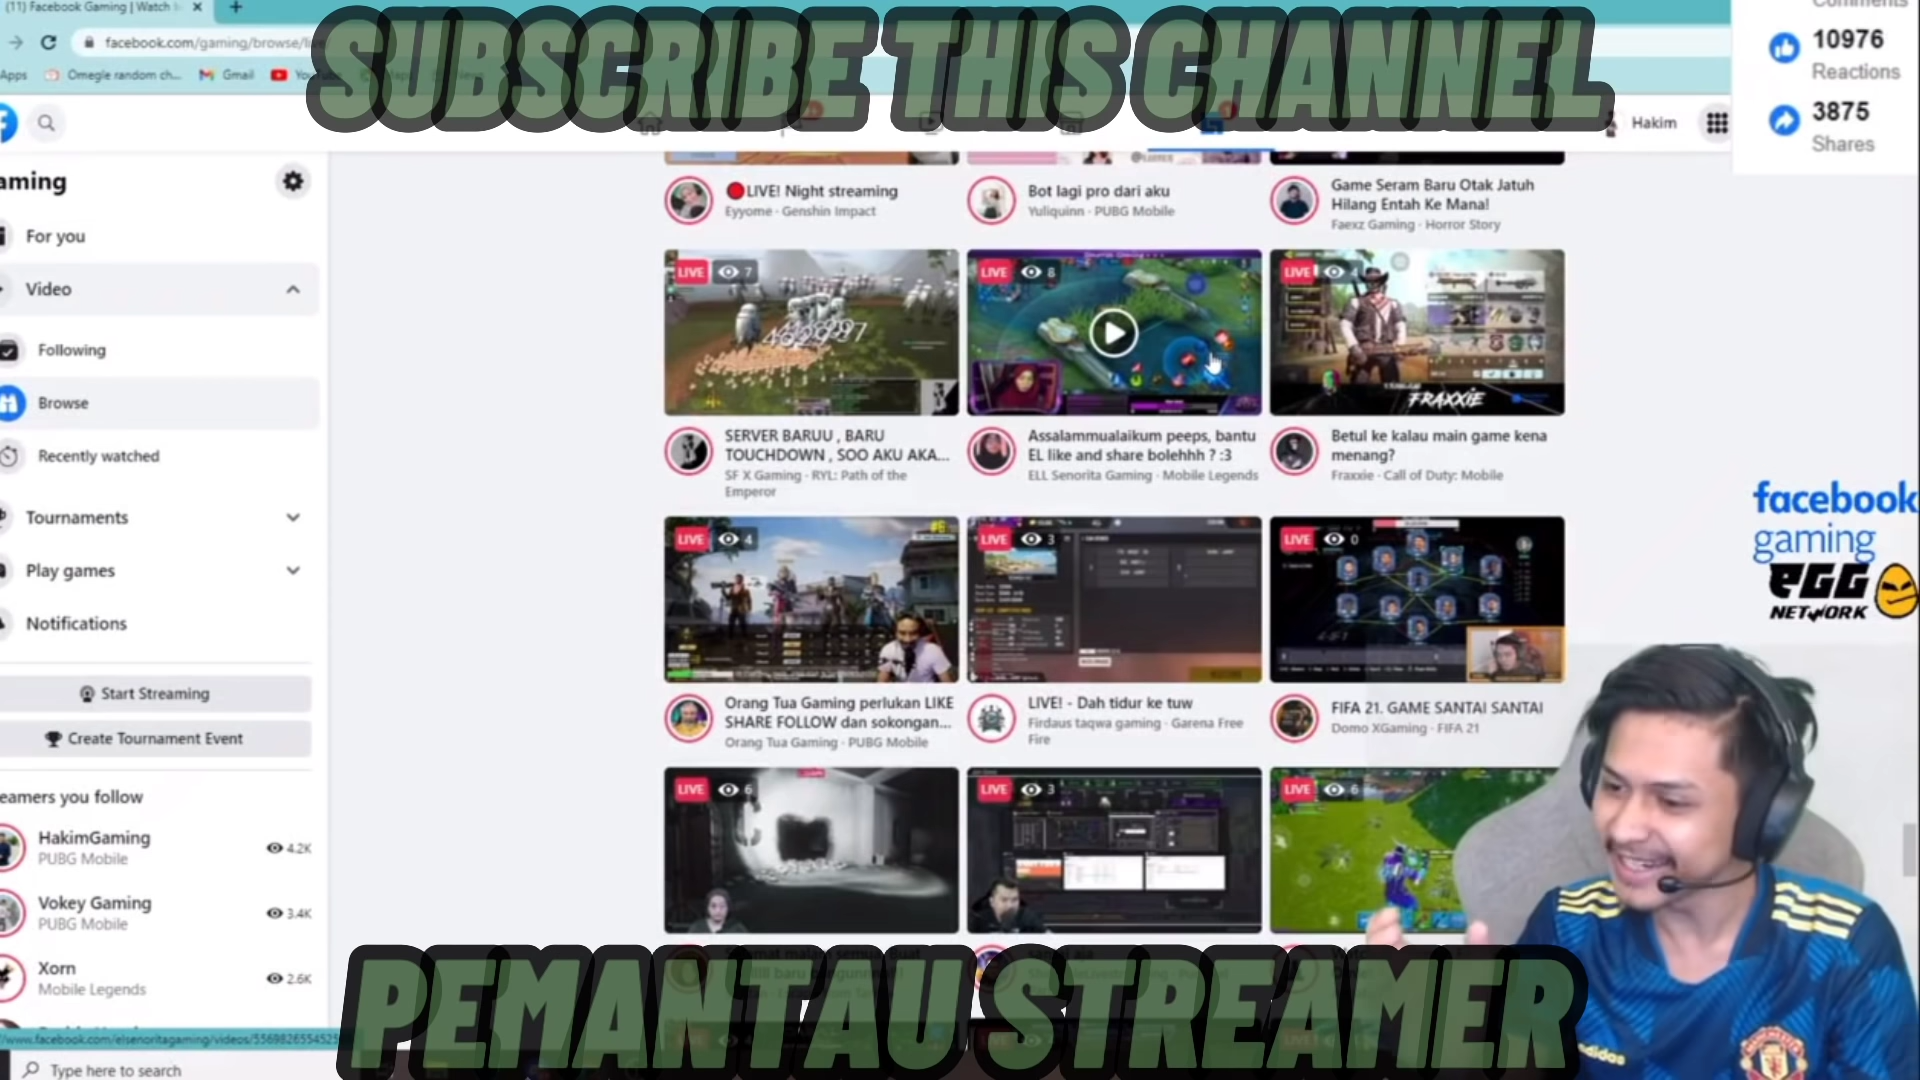 (11) Facebook Gaming | Watch
SUBSCRIBE THIS CHANNEL
facebook.com/gaming/browse/
Apps
Omegle random ch...
Gmail
10976
Reactions
3875
Shares
Hakim
aming
For you
Video
Following
Browse
Recently watched
Tournaments
Play games
Notifications
Start Streaming
Create Tournament Event
eamers you follow
HakimGaming
PUBG Mobile
4.2K
Vokey Gaming
PUBG Mobile
3.4K
Xorn
Mobile Legends
2.6K
LIVE! Night streaming
Eyyome · Genshin Impact
Bot lagi pro dari aku
Yuliquinn · PUBG Mobile
Game Seram Baru Otak Jatuh
Hilang Entah Ke Mana!
Faexz Gaming · Horror Story
LIVE 7
LIVE 8
LIVE 4
FRAXXIE
SERVER BARUU , BARU
TOUCHDOWN , SOO AKU AKA...
SF X Gaming · RYL: Path of the
Emperor
Assalammualaikum peeps, bantu
EL like and share bolehhh ? :3
ELL Senorita Gaming · Mobile Legends
Betul ke kalau main game kena
menang?
Fraxxie · Call of Duty: Mobile
LIVE 4
LIVE 3
LIVE 0
Orang Tua Gaming perlukan LIKE
SHARE FOLLOW dan sokongan...
Orang Tua Gaming · PUBG Mobile
LIVE! - Dah tidur ke tuw
Firdaus taqwa gaming · Garena Free
Fire
FIFA 21. GAME SANTAI SANTAI
Domo XGaming · FIFA 21
LIVE 6
LIVE 3
LIVE 6
facebook
gaming
EGG
NETWORK
adidas
PEMANTAU STREAMER
Type here to search